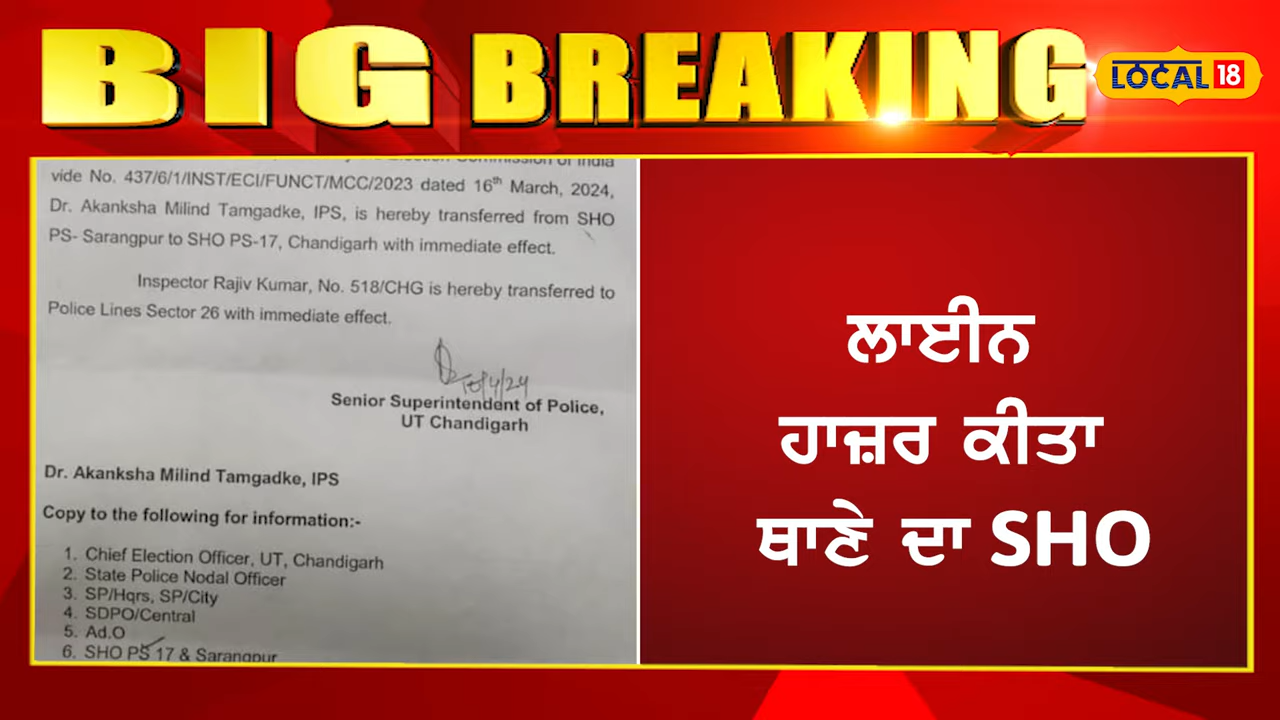 BIG BREAKING
LOCAL 18
Election Commission of India
vide No. 437/6/1/INST/ECI/FUNCT/MCC/2023 dated 16th March, 2024,
Dr. Akanksha Milind Tamgadke, IPS, is hereby transferred from SHO
PS- Sarangpur to SHO PS-17, Chandigarh with immediate effect.
Inspector Rajiv Kumar, No. 518/CHG is hereby transferred to
Police Lines Sector 26 with immediate effect.
Senior Superintendent of Police,
UT Chandigarh
Dr. Akanksha Milind Tamgadke, IPS
Copy to the following for information:-
1. Chief Election Officer, UT, Chandigarh
2. State Police Nodal Officer
3. SP/Hqrs, SP/City
4. SDPO/Central
5. Ad.O
6. SHO PS 17 & Sarangpur
ਲਾਈਨ
ਹਾਜ਼ਰ ਕੀਤਾ
ਥਾਣੇ ਦਾ SHO